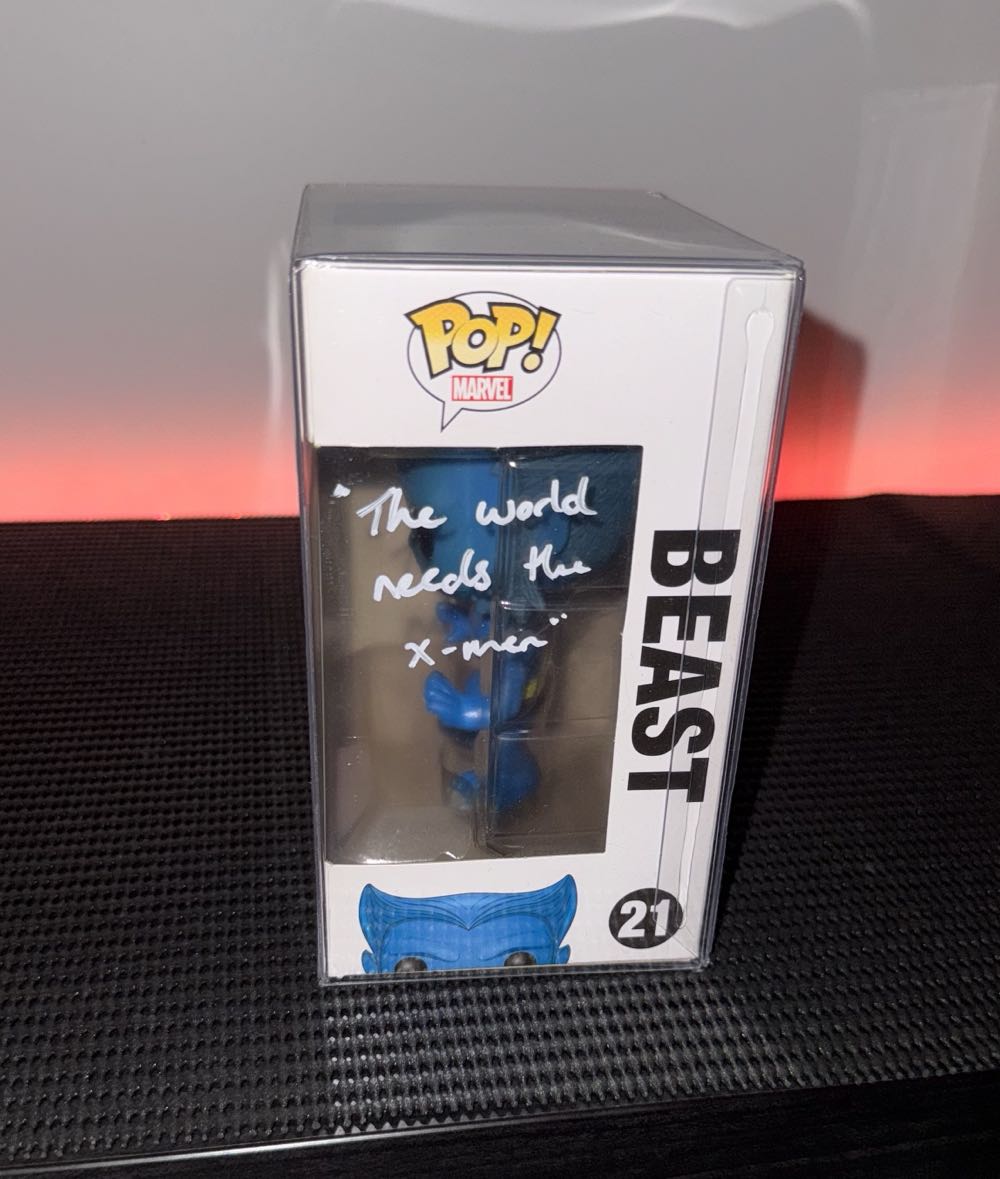 POP!
MARVEL
"The world
needs the
x-men"
BEAST
21